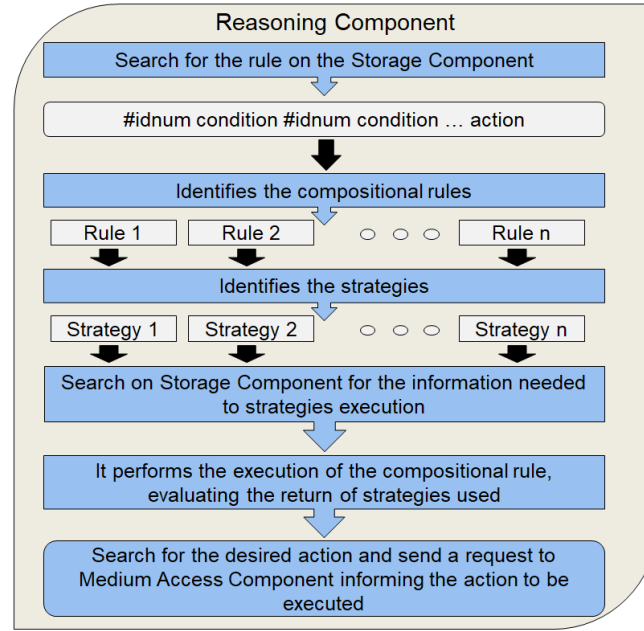 Reasoning Component
Search for the rule on the Storage Component
#idnum condition #idnum condition ... action
Identifies the compositional rules
Rule 1 Rule 2 Rule n
Identifies the strategies
Strategy 1 Strategy 2 Strategy n
Search on Storage Component for the information needed
to strategies execution
It performs the execution of the compositional rule,
evaluating the return of strategies used
Search for the desired action and send a request to
Medium Access Component informing the action to be
executed